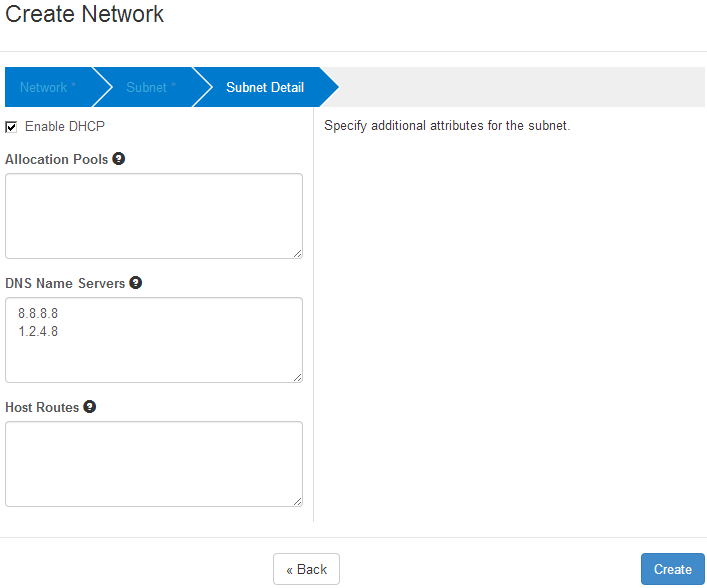 Create Network
Network * Subnet * Subnet Detail
Enable DHCP
Specify additional attributes for the subnet.
Allocation Pools ?
DNS Name Servers ?
8.8.8.8
1.2.4.8
Host Routes ?
« Back
Create